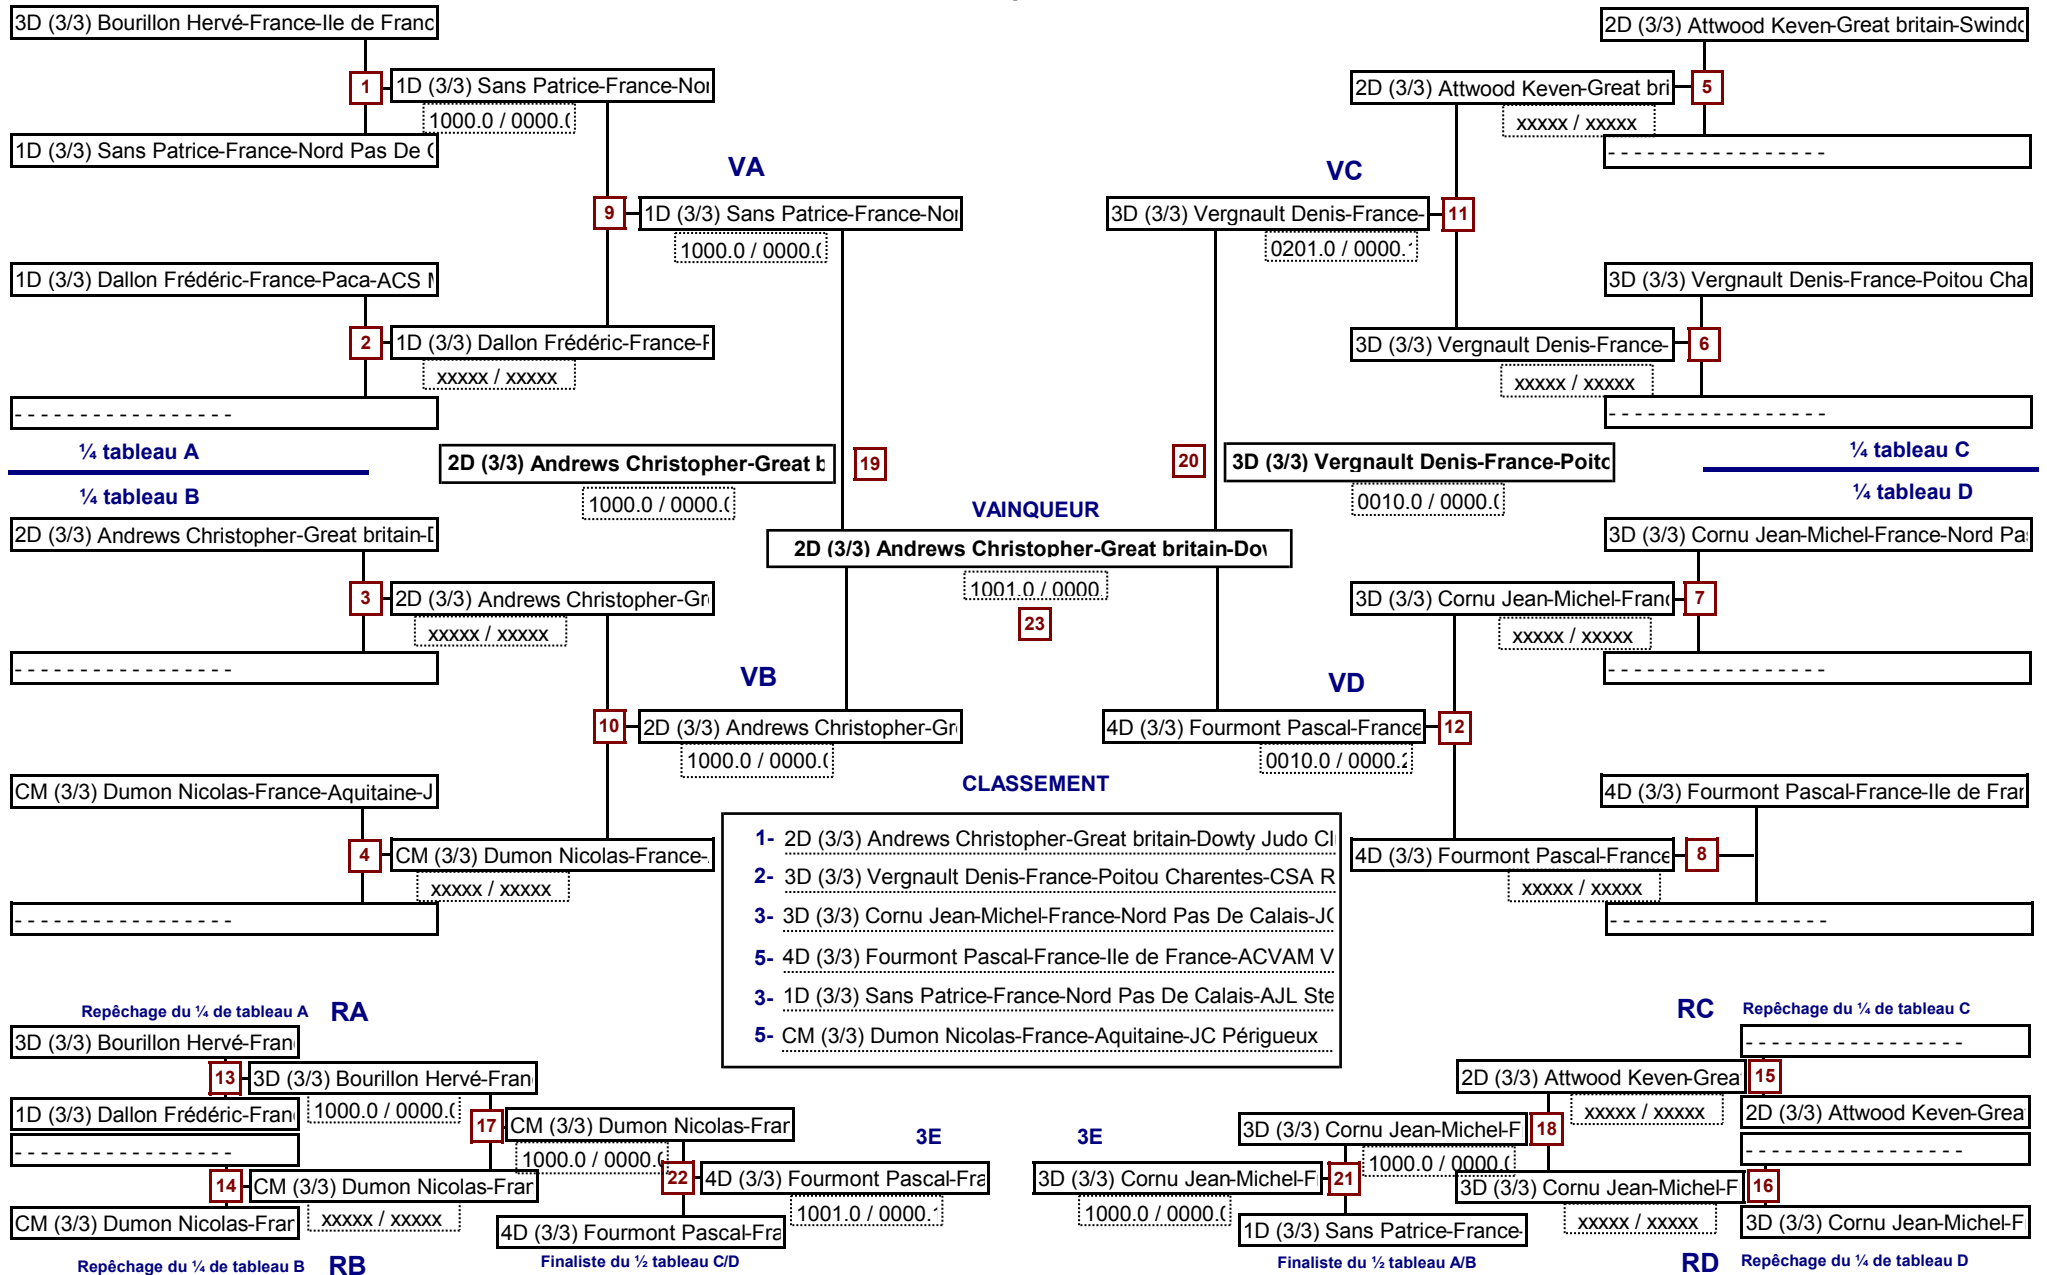 3D (3/3) Bourillon Hervé-France-Ile de Franc
1
1D (3/3) Sans Patrice-France-Nor
1000.0 / 0000.0
1D (3/3) Sans Patrice-France-Nord Pas De C
VA
9
1D (3/3) Sans Patrice-France-Nor
1000.0 / 0000.0
1D (3/3) Dallon Frédéric-France-Paca-ACS M
2
1D (3/3) Dallon Frédéric-France-P
xxxxx / xxxxx
- - - - - - - - - - - - - - - - -
¼ tableau A
¼ tableau B
2D (3/3) Andrews Christopher-Great b
19
1000.0 / 0000.0
2D (3/3) Andrews Christopher-Great britain-D
3
2D (3/3) Andrews Christopher-Gr
xxxxx / xxxxx
- - - - - - - - - - - - - - - - -
VB
10
2D (3/3) Andrews Christopher-Gr
1000.0 / 0000.0
CM (3/3) Dumon Nicolas-France-Aquitaine-J
4
CM (3/3) Dumon Nicolas-France-
xxxxx / xxxxx
- - - - - - - - - - - - - - - - -
2D (3/3) Attwood Keven-Great britain-Swindo
2D (3/3) Attwood Keven-Great bri
5
xxxxx / xxxxx
- - - - - - - - - - - - - - - - -
VC
3D (3/3) Vergnault Denis-France-
11
0201.0 / 0000.1
3D (3/3) Vergnault Denis-France-Poitou Cha
3D (3/3) Vergnault Denis-France-
6
xxxxx / xxxxx
- - - - - - - - - - - - - - - - -
20
3D (3/3) Vergnault Denis-France-Poito
0010.0 / 0000.0
¼ tableau C
¼ tableau D
VAINQUEUR
2D (3/3) Andrews Christopher-Great britain-Dow
1001.0 / 0000.
23
3D (3/3) Cornu Jean-Michel-France-Nord Pa
3D (3/3) Cornu Jean-Michel-Franc
7
xxxxx / xxxxx
- - - - - - - - - - - - - - - - -
VD
4D (3/3) Fourmont Pascal-France
12
0010.0 / 0000.2
4D (3/3) Fourmont Pascal-France-Ile de Fran
4D (3/3) Fourmont Pascal-France
8
xxxxx / xxxxx
- - - - - - - - - - - - - - - - -
CLASSEMENT
1- 2D (3/3) Andrews Christopher-Great britain-Dowty Judo Cl
2- 3D (3/3) Vergnault Denis-France-Poitou Charentes-CSA R
3- 3D (3/3) Cornu Jean-Michel-France-Nord Pas De Calais-JC
5- 4D (3/3) Fourmont Pascal-France-Ile de France-ACVAM V
3- 1D (3/3) Sans Patrice-France-Nord Pas De Calais-AJL Ste
5- CM (3/3) Dumon Nicolas-France-Aquitaine-JC Périgueux
Repêchage du ¼ de tableau A RA
3D (3/3) Bourillon Hervé-Fran
13
3D (3/3) Bourillon Hervé-Fran
1D (3/3) Dallon Frédéric-Fran
1000.0 / 0000.0
- - - - - - - - - - - - - - - - -
17
CM (3/3) Dumon Nicolas-Fran
1000.0 / 0000.0
14
CM (3/3) Dumon Nicolas-Fran
CM (3/3) Dumon Nicolas-Fran
xxxxx / xxxxx
Repêchage du ¼ de tableau B RB
22
4D (3/3) Fourmont Pascal-Fra
3E
1001.0 / 0000.1
4D (3/3) Fourmont Pascal-Fra
Finaliste du ½ tableau C/D
RC Repêchage du ¼ de tableau C
- - - - - - - - - - - - - - - - -
2D (3/3) Attwood Keven-Grea
15
xxxxx / xxxxx
2D (3/3) Attwood Keven-Grea
3E
3D (3/3) Cornu Jean-Michel-F
18
1000.0 / 0000.0
- - - - - - - - - - - - - - - - -
3D (3/3) Cornu Jean-Michel-F
21
1000.0 / 0000.0
3D (3/3) Cornu Jean-Michel-F
16
xxxxx / xxxxx
3D (3/3) Cornu Jean-Michel-F
1D (3/3) Sans Patrice-France-
Finaliste du ½ tableau A/B
RD Repêchage du ¼ de tableau D